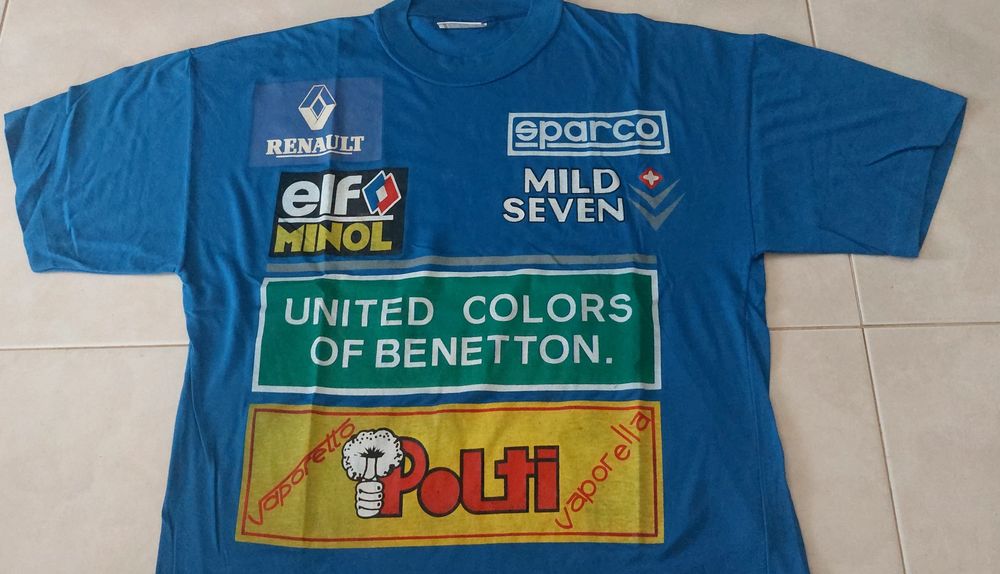 RENAULT
sparco
elf
MINOL
MILD
SEVEN
UNITED COLORS
OF BENETTON.
Vaporetto
Polti
Vaporella